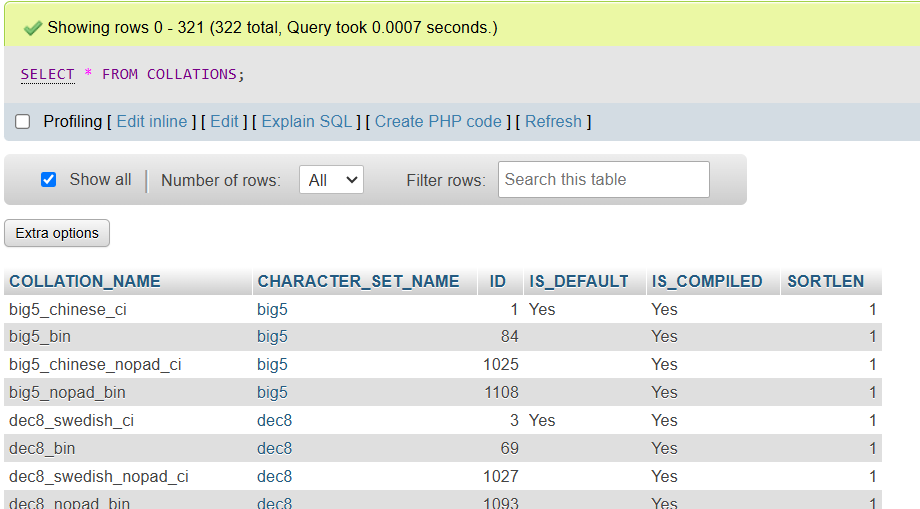 Showing rows 0 - 321 (322 total, Query took 0.0007 seconds.)
SELECT * FROM COLLATIONS;
Profiling [ Edit inline ] [ Edit ] [ Explain SQL ] [ Create PHP code ] [ Refresh ]
Show all Number of rows: All Filter rows: Search this table
Extra options
COLLATION_NAME CHARACTER_SET_NAME ID IS_DEFAULT IS_COMPILED SORTLEN
big5_chinese_ci big5 1 Yes Yes 1
big5_bin big5 84 Yes 1
big5_chinese_nopad_ci big5 1025 Yes 1
big5_nopad_bin big5 1108 Yes 1
dec8_swedish_ci dec8 3 Yes Yes 1
dec8_bin dec8 69 Yes 1
dec8_swedish_nopad_ci dec8 1027 Yes 1
dec8_nopad_bin dec8 1093 Yes 1